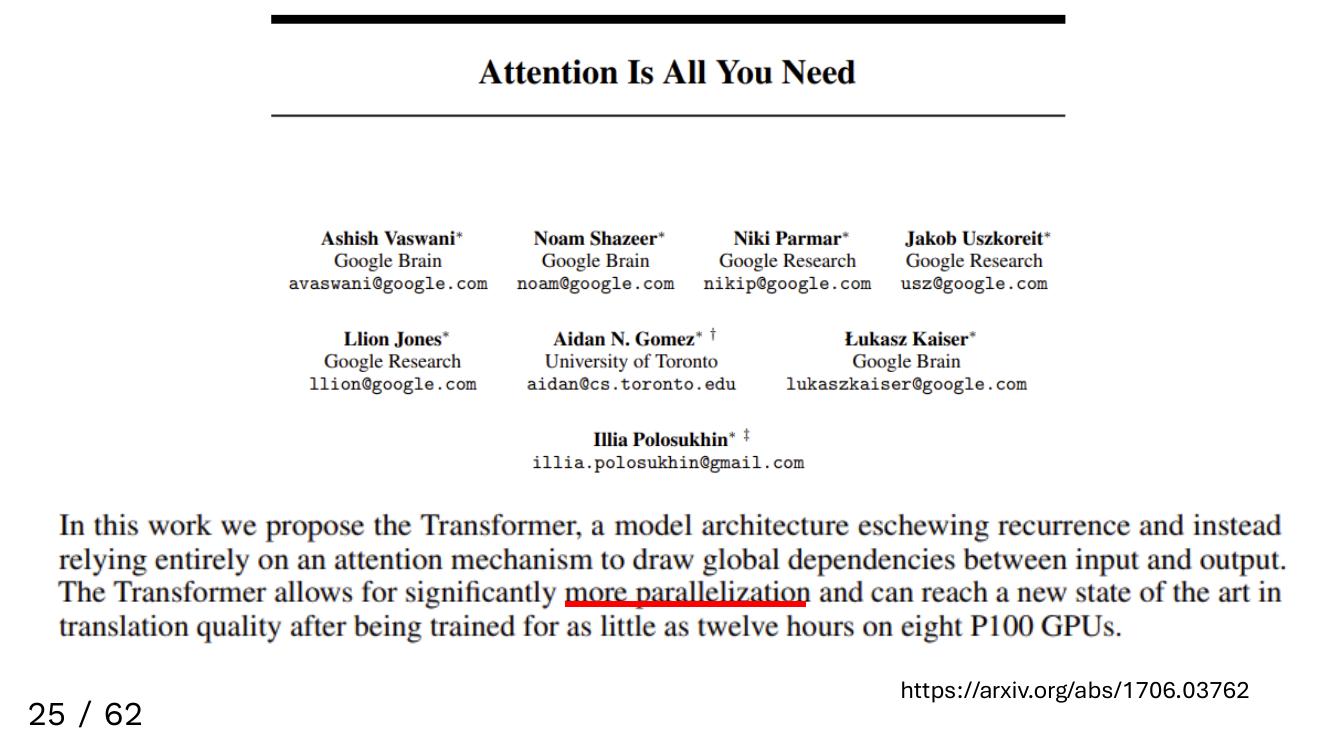 Attention Is All You Need
Ashish Vaswani* Noam Shazeer* Niki Parmar* Jakob Uszkoreit*
Google Brain Google Brain Google Research Google Research
avaswani@google.com noam@google.com nikip@google.com usz@google.com
Llion Jones* Aidan N. Gomez* † Łukasz Kaiser*
Google Research University of Toronto Google Brain
llion@google.com aidan@cs.toronto.edu lukaszkaiser@google.com
Illia Polosukhin* ‡
illia.polosukhin@gmail.com
In this work we propose the Transformer, a model architecture eschewing recurrence and instead
relying entirely on an attention mechanism to draw global dependencies between input and output.
The Transformer allows for significantly more parallelization and can reach a new state of the art in
translation quality after being trained for as little as twelve hours on eight P100 GPUs.
https://arxiv.org/abs/1706.03762
25 / 62